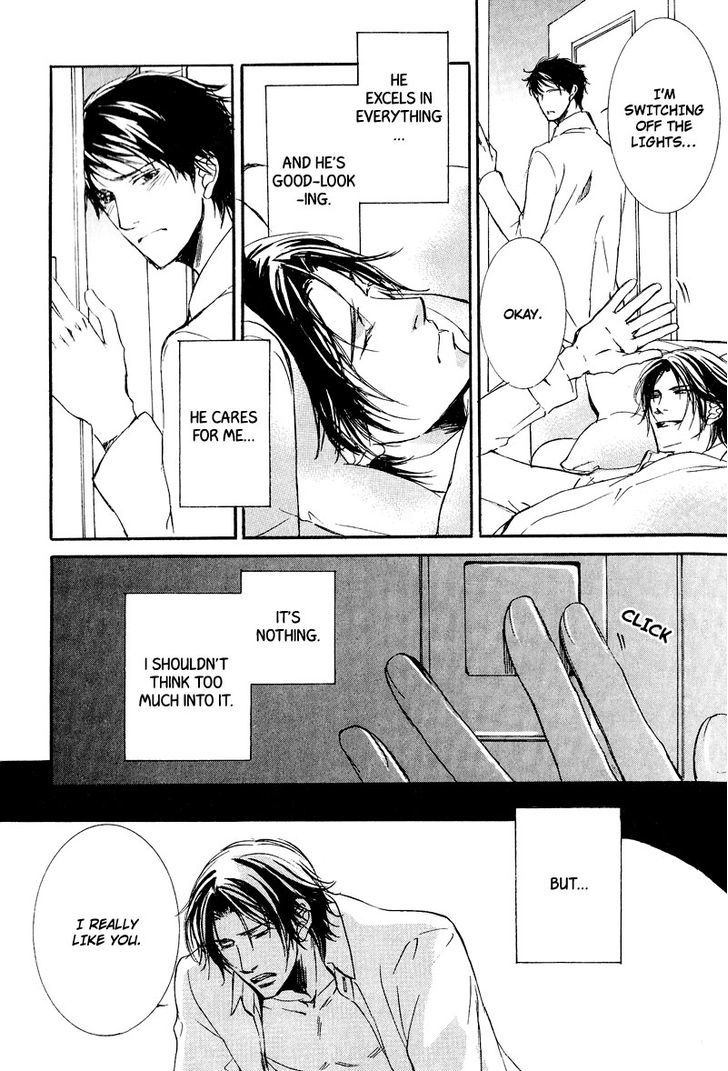 I'M
SWITCHING
OFF THE
LIGHTS...
OKAY.
HE
EXCELS IN
EVERYTHING
...
AND HE'S
GOOD-LOOK
-ING.
HE CARES
FOR ME...
CLICK
IT'S
NOTHING.
I SHOULDN'T
THINK TOO
MUCH INTO IT.
BUT...
I REALLY
LIKE YOU.